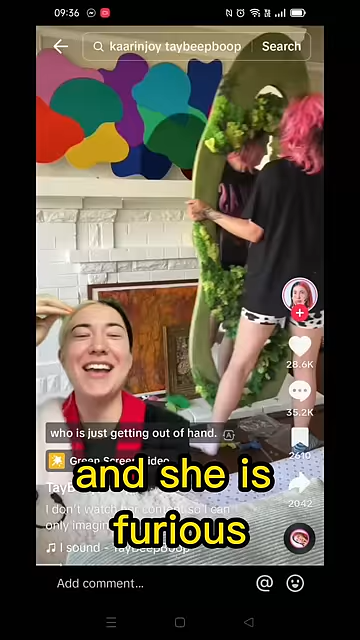 09:36
kaarinjoy taybeepboop
Search
28.6K
35.2K
who is just getting out of hand.
2610
Green Screen Video
and she is
I don't watch her content so I can
only imagin
furious
2042
I sound - TayBeepBoop
Add comment...